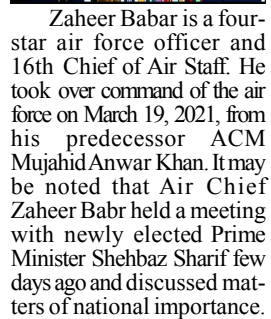 Zaheer Babar is a four-
star air force officer and
16th Chief of Air Staff. He
took over command of the air
force on March 19, 2021, from
his predecessor ACM
Mujahid Anwar Khan. It may
be noted that Air Chief
Zaheer Babr held a meeting
with newly elected Prime
Minister Shehbaz Sharif few
days ago and discussed mat-
ters of national importance.